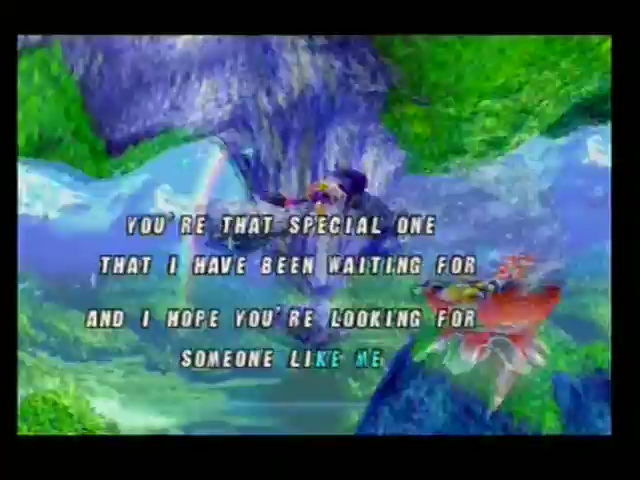 YOU'RE THAT SPECIAL ONE
THAT I HAVE BEEN WAITING FOR
AND I HOPE YOU'RE LOOKING FOR
SOMEONE LIKE ME